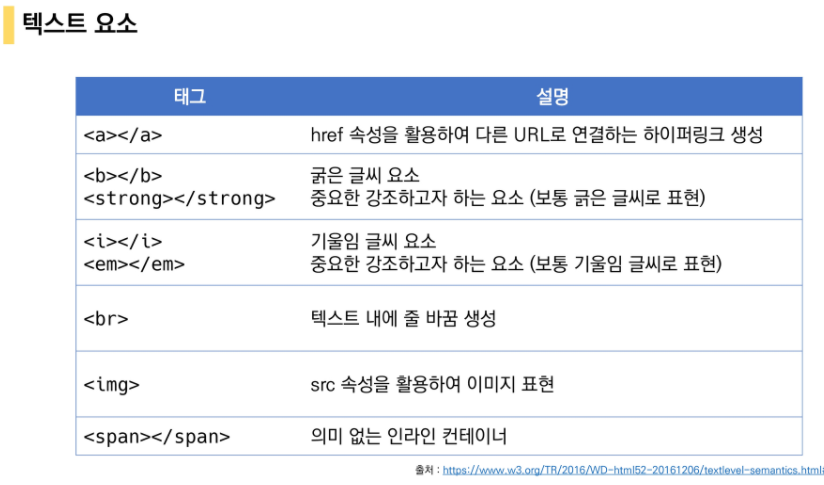 텍스트 요소
태그 설명
<a></a> href 속성을 활용하여 다른 URL로 연결하는 하이퍼링크 생성
<b></b> 굵은 글씨 요소
<strong></strong> 중요한 강조하고자 하는 요소 (보통 굵은 글씨로 표현)
<i></i> 기울임 글씨 요소
<em></em> 중요한 강조하고자 하는 요소 (보통 기울임 글씨로 표현)
<br> 텍스트 내에 줄 바꿈 생성
<img> src 속성을 활용하여 이미지 표현
<span></span> 의미 없는 인라인 컨테이너
출처 : https://www.w3.org/TR/2016/WD-html52-20161206/textlevel-semantics.html